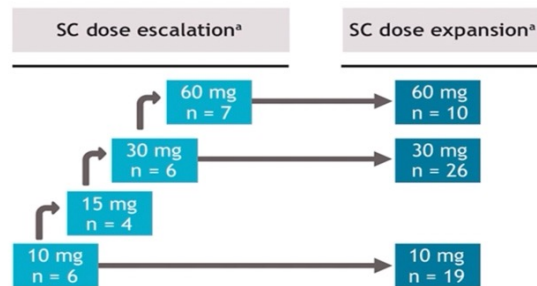 SC dose escalationᵃ
SC dose expansionᵃ
60 mg
n = 7
60 mg
n = 10
30 mg
n = 6
30 mg
n = 26
15 mg
n = 4
10 mg
n = 6
10 mg
n = 19